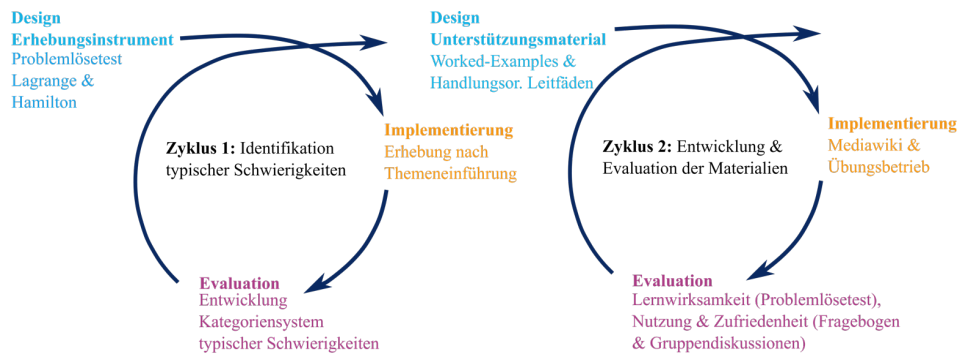 Design
Erhebungsinstrument
Problemlösetest
Lagrange &
Hamilton
Zyklus 1: Identifikation
typischer Schwierigkeiten
Implementierung
Erhebung nach
Themeneinführung
Evaluation
Entwicklung
Kategoriensystem
typischer Schwierigkeiten
Design
Unterstützungsmaterial
Worked-Examples &
Handlungsor. Leitfäden
Zyklus 2: Entwicklung &
Evaluation der Materialien
Implementierung
Mediawiki &
Übungsbetrieb
Evaluation
Lernwirksamkeit (Problemlösetest),
Nutzung & Zufriedenheit (Fragebogen
& Gruppendiskussionen)